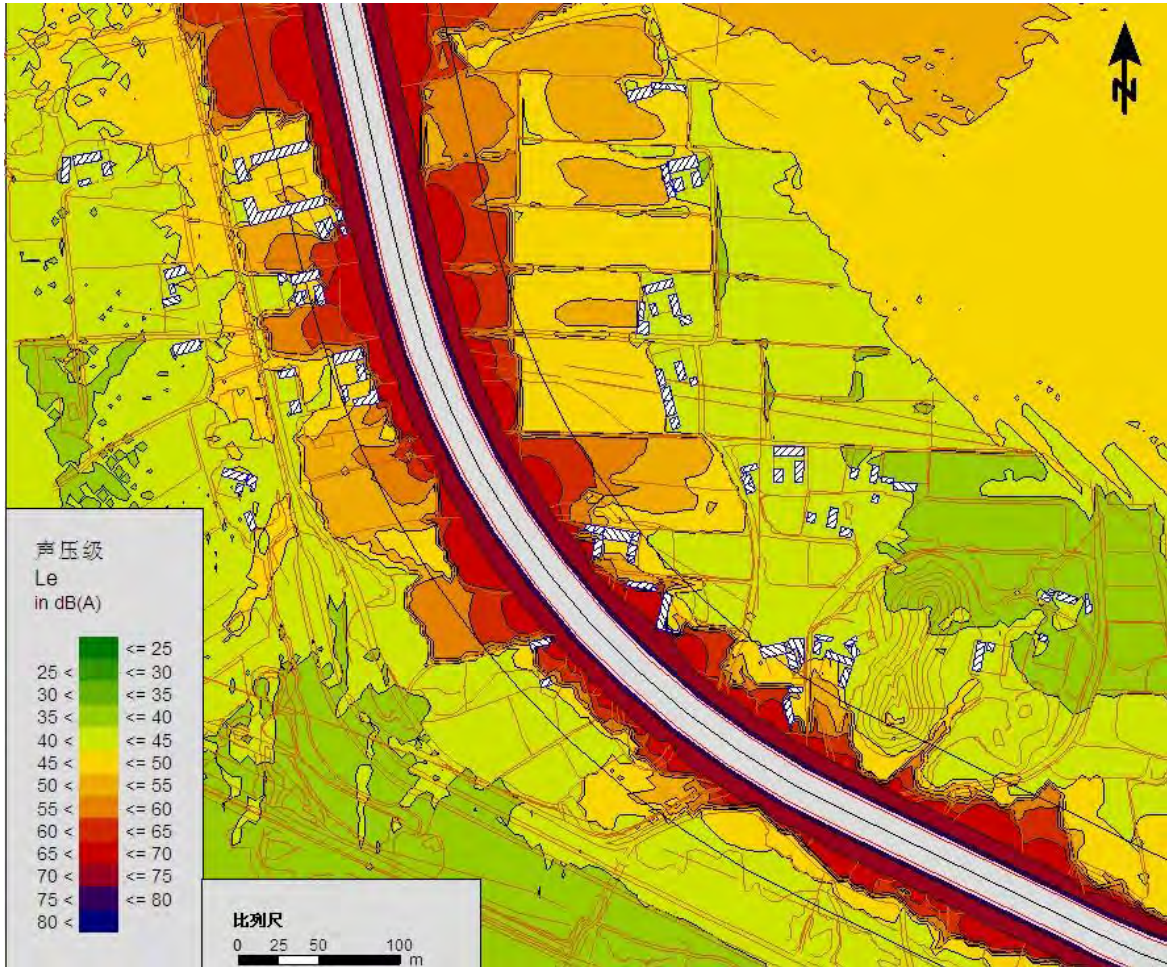 N
声压级
Le
in dB(A)
<= 25
25 < <= 30
30 < <= 35
35 < <= 40
40 < <= 45
45 < <= 50
50 < <= 55
55 < <= 60
60 < <= 65
65 < <= 70
70 < <= 75
75 < <= 80
80 <
比列尺
0 25 50 100
m